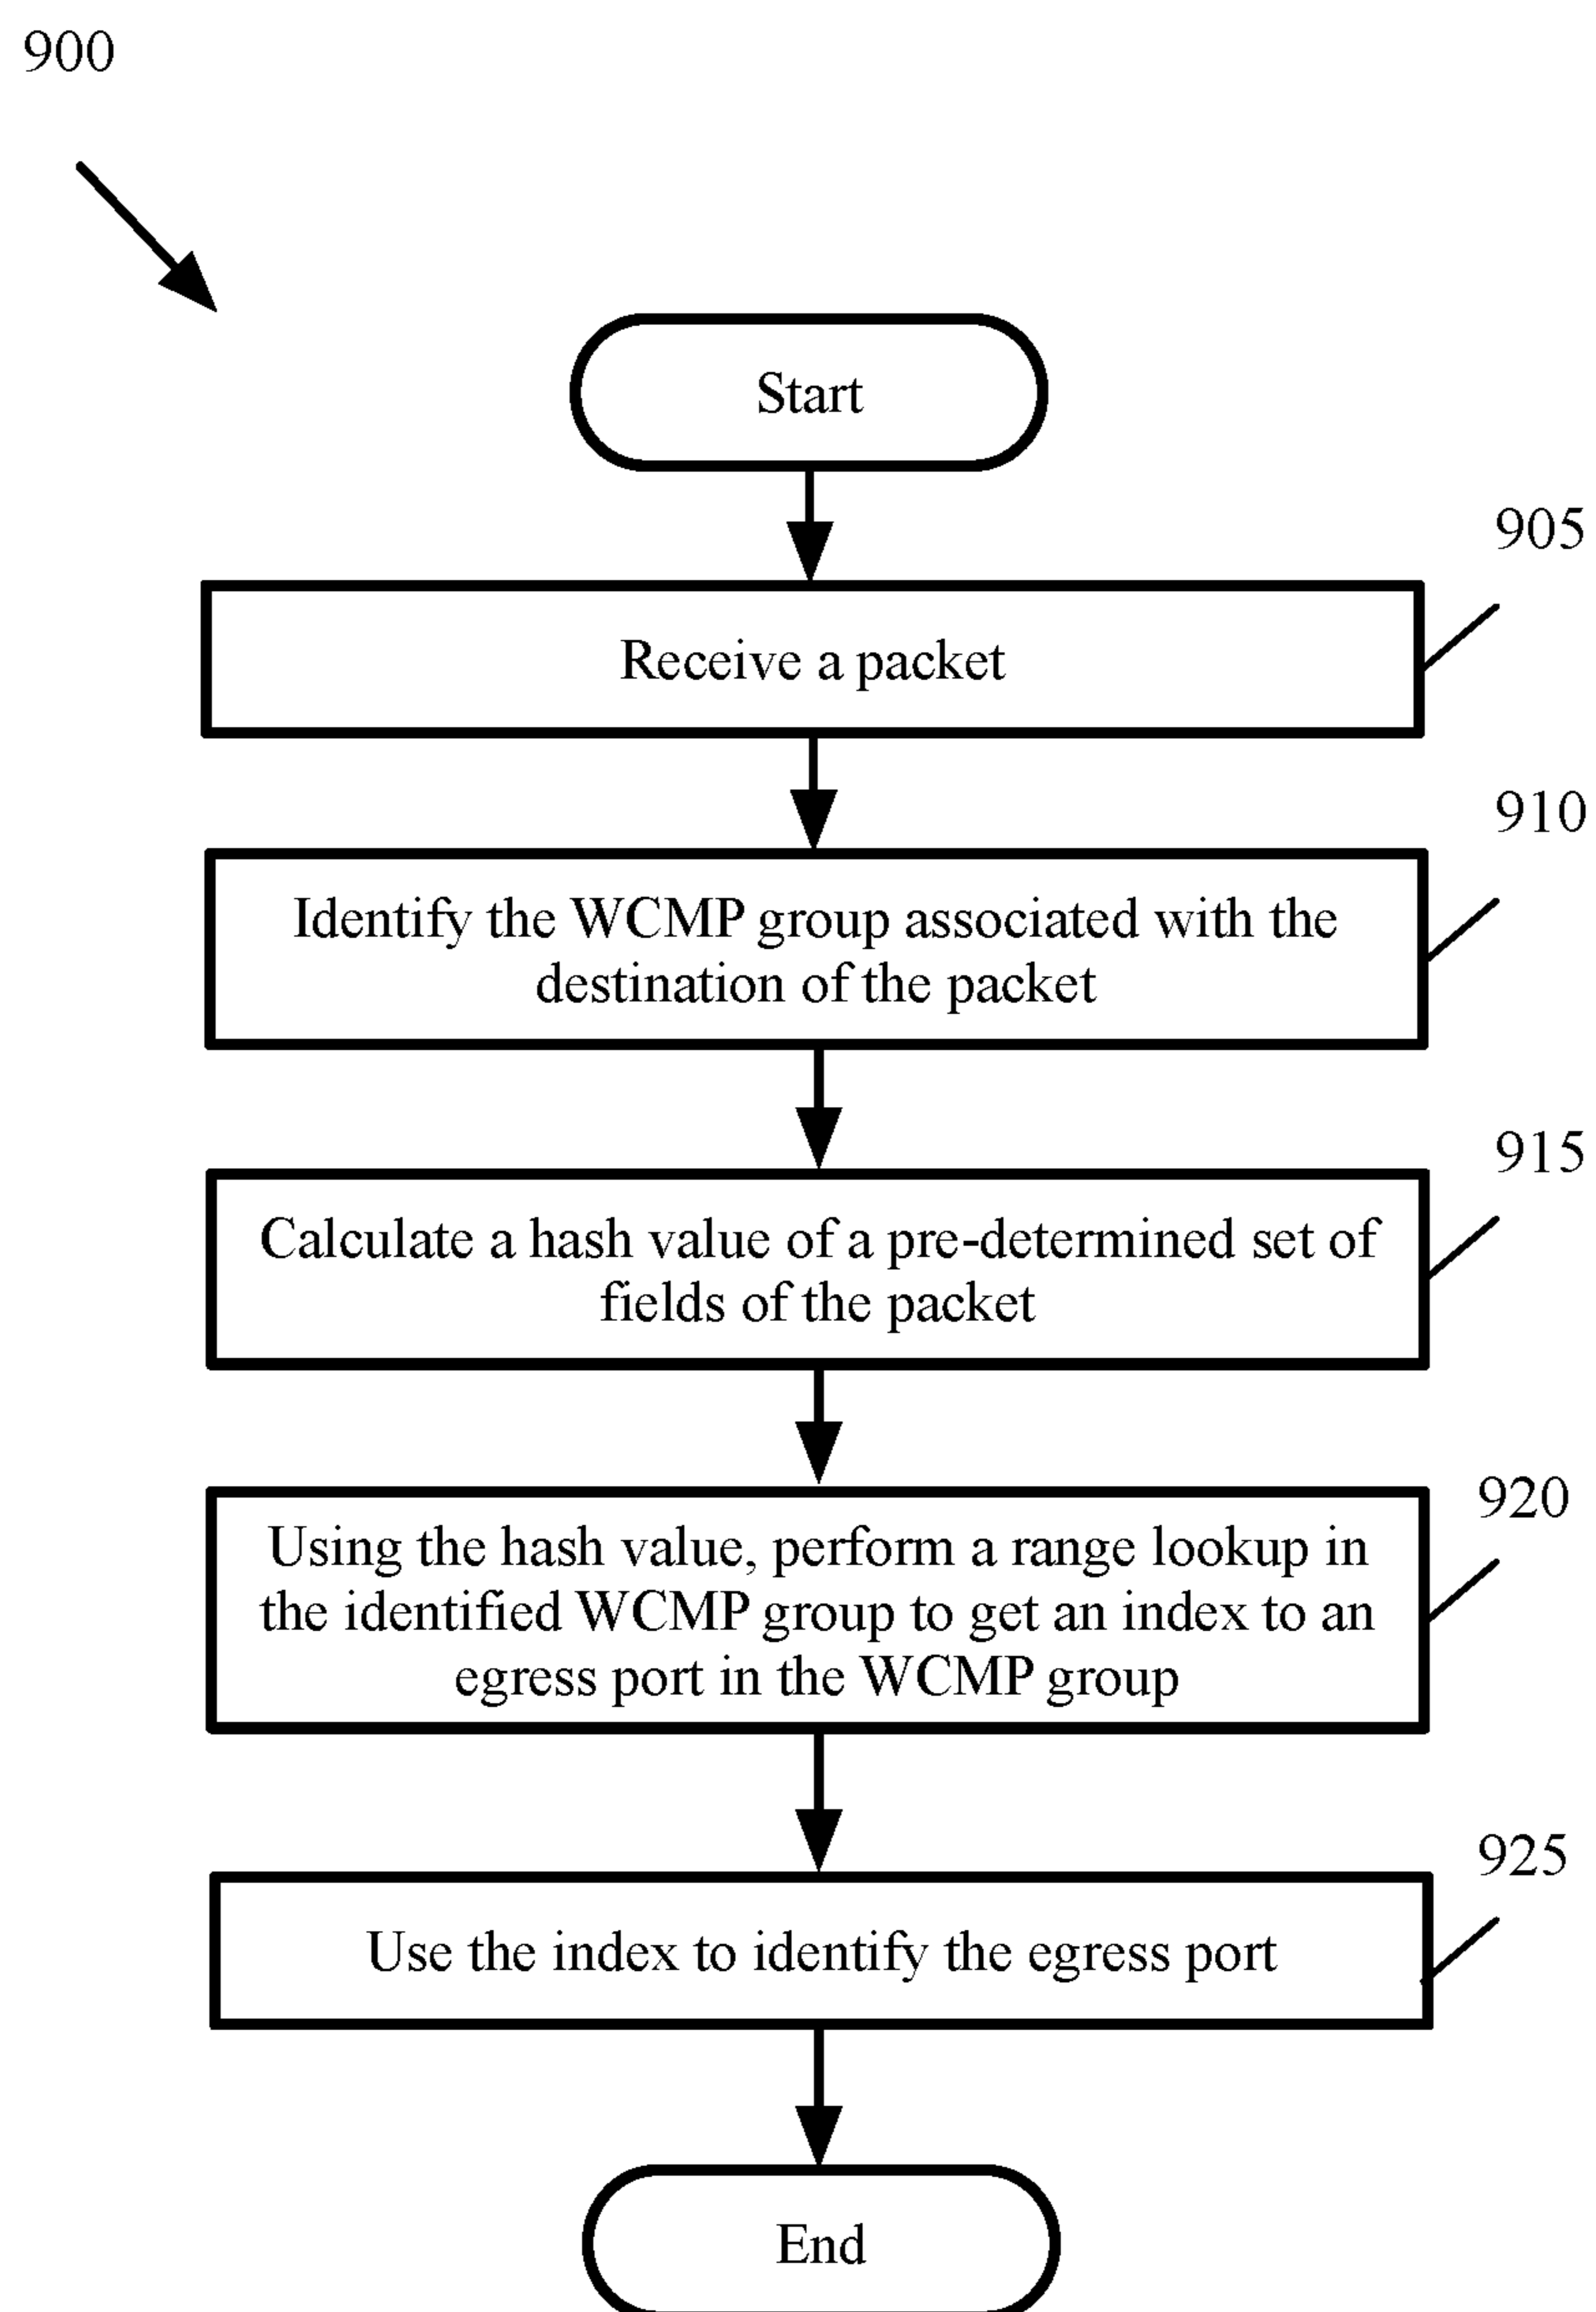 900
Start
905
Receive a packet
910
Identify the WCMP group associated with the
destination of the packet
915
Calculate a hash value of a pre-determined set of
fields of the packet
920
Using the hash value, perform a range lookup in
the identified WCMP group to get an index to an
egress port in the WCMP group
925
Use the index to identify the egress port
End